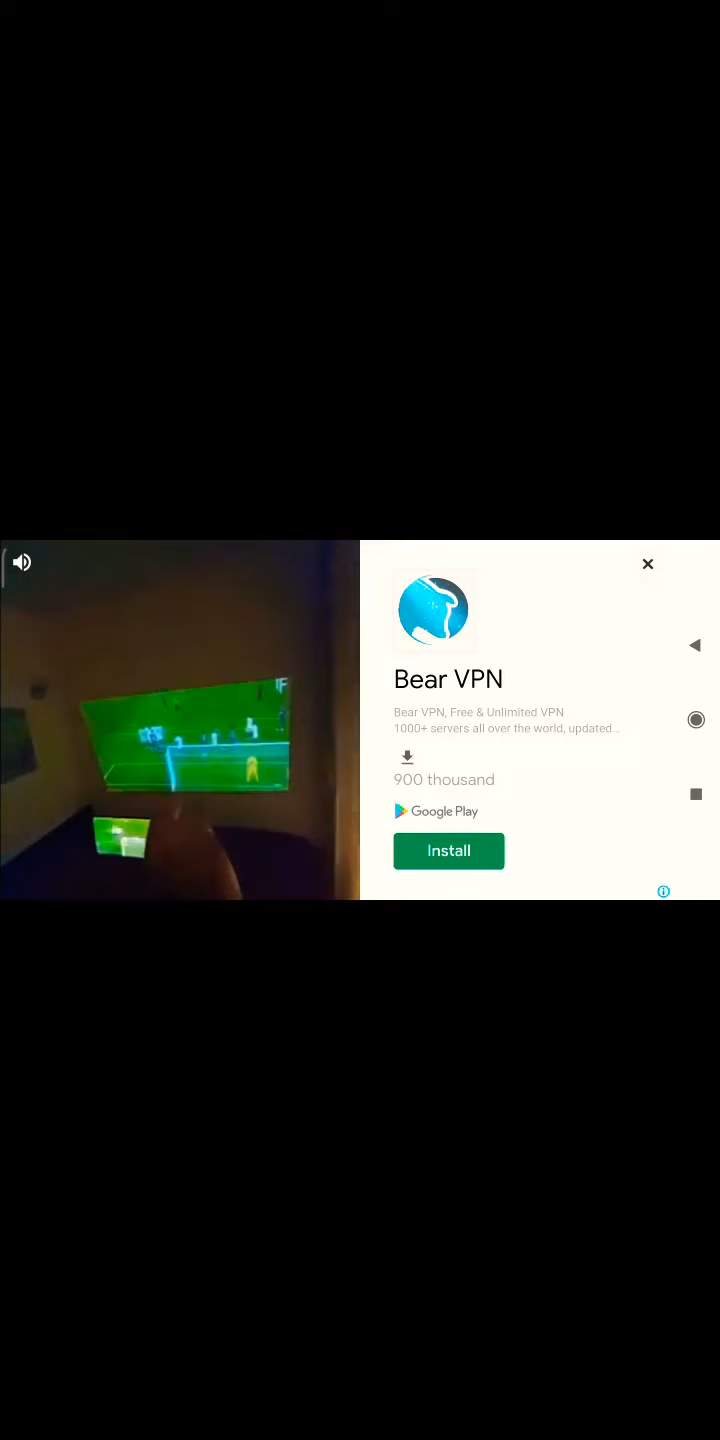 Bear VPN
Bear VPN, Free & Unlimited VPN
1000+ servers all over the world, updated...
900 thousand
Google Play
Install